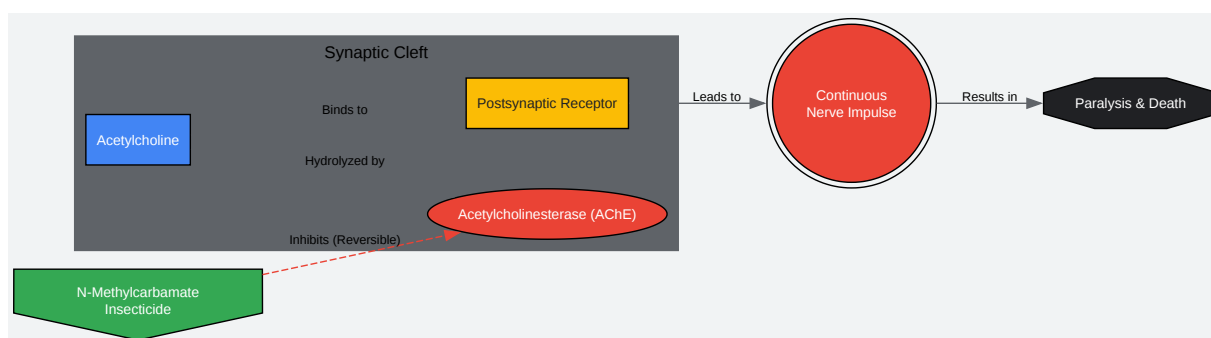 Synaptic Cleft
Acetylcholine
Binds to
Hydrolyzed by
Postsynaptic Receptor
Acetylcholinesterase (AChE)
Inhibits (Reversible)
N-Methylcarbamate
Insecticide
Leads to
Continuous
Nerve Impulse
Results in
Paralysis & Death